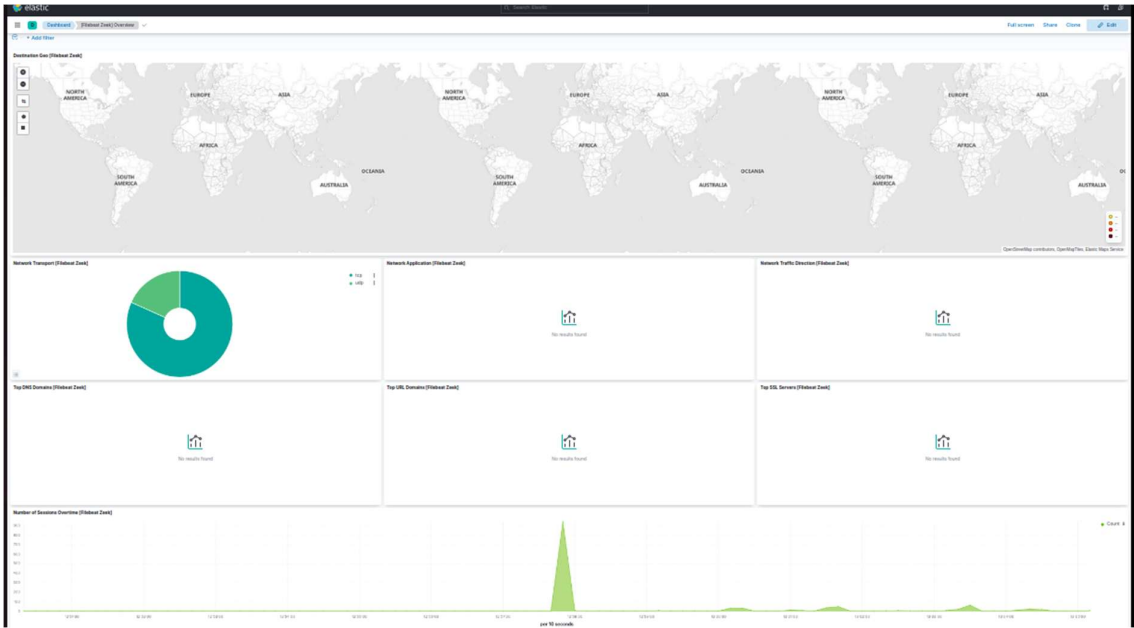 elastic
Search Elastic
D Dashboard [Filebeat Zeek] Overview Full screen Share Clone Edit
+ Add filter
Destination Geo [Filebeat Zeek]
NORTH AMERICA EUROPE ASIA NORTH AMERICA EUROPE ASIA NORTH AMERICA EUROPE ASIA
AFRICA AFRICA AFRICA
OCEANIA OCEANIA OC
SOUTH AMERICA AUSTRALIA SOUTH AMERICA AUSTRALIA SOUTH AMERICA AUSTRALIA
OpenStreetMap contributors, OpenMapTiles, Elastic Maps Service
Network Transport [Filebeat Zeek] Network Application [Filebeat Zeek] Network Traffic Direction [Filebeat Zeek]
tcp
udp
No results found No results found
Top DNS Domains [Filebeat Zeek] Top URL Domains [Filebeat Zeek] Top SSL Servers [Filebeat Zeek]
No results found No results found No results found
Number of Sessions Overtime [Filebeat Zeek]
Count
per 10 seconds